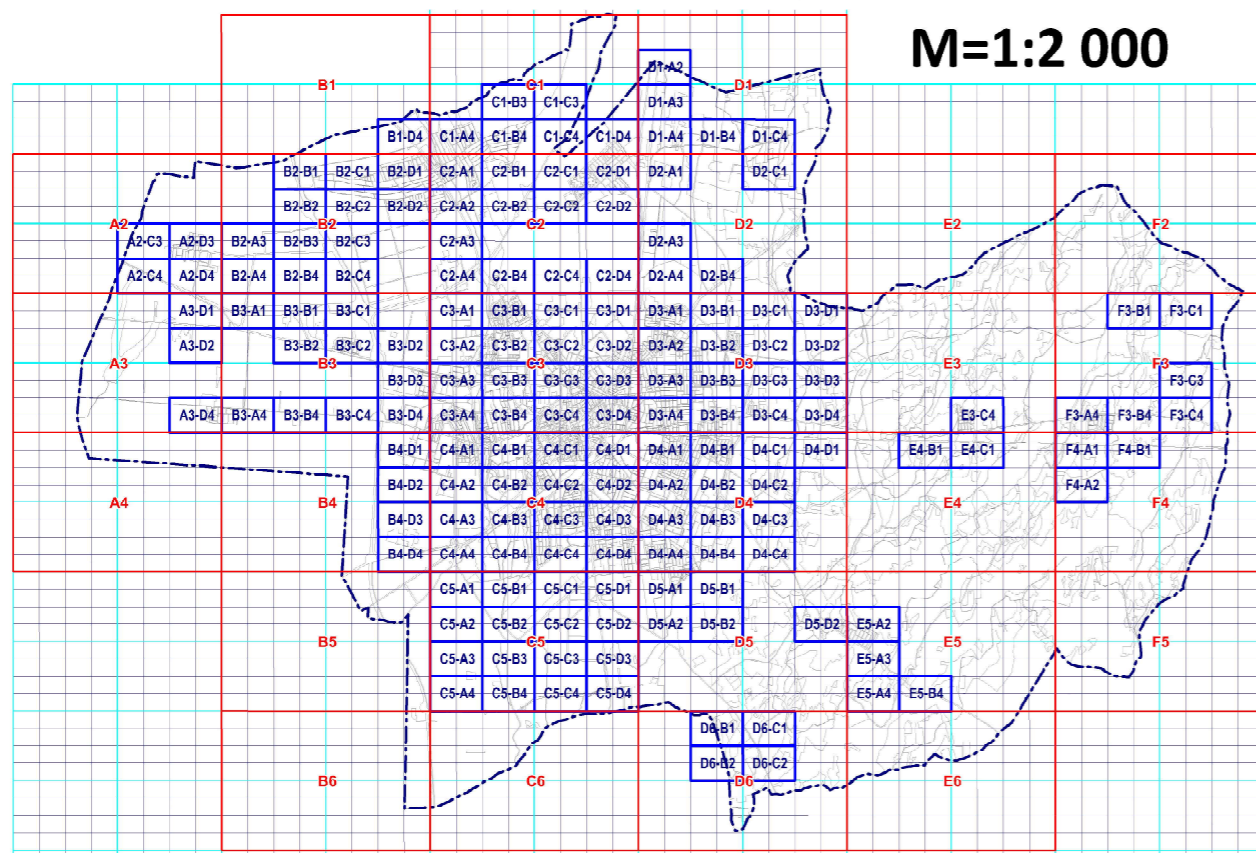 M=1:2 000
D1-A2
B1 C1 D1
C1-B3 C1-C3 D1-A3
B1-D4 C1-A4 C1-B4 C1-C4 C1-D4 D1-A4 D1-B4 D1-C4
B2-B1 B2-C1 B2-D1 C2-A1 C2-B1 C2-C1 C2-D1 D2-A1 D2-C1
B2-B2 B2-C2 B2-D2 C2-A2 C2-B2 C2-C2 C2-D2
A2 B2 C2 D2 E2 F2
A2-C3 A2-D3 B2-A3 B2-B3 B2-C3 C2-A3 D2-A3
A2-C4 A2-D4 B2-A4 B2-B4 B2-C4 C2-A4 C2-B4 C2-C4 C2-D4 D2-A4 D2-B4
A3-D1 B3-A1 B3-B1 B3-C1 C3-A1 C3-B1 C3-C1 C3-D1 D3-A1 D3-B1 D3-C1 D3-D1 F3-B1 F3-C1
A3-D2 B3-B2 B3-C2 B3-D2 C3-A2 C3-B2 C3-C2 C3-D2 D3-A2 D3-B2 D3-C2 D3-D2
A3 B3 C3 D3 E3 F3
B3-D3 C3-A3 C3-B3 C3-C3 C3-D3 D3-A3 D3-B3 D3-C3 D3-D3 F3-C3
A3-D4 B3-A4 B3-B4 B3-C4 B3-D4 C3-A4 C3-B4 C3-C4 C3-D4 D3-A4 D3-B4 D3-C4 D3-D4 E3-C4 F3-A4 F3-B4 F3-C4
B4-D1 C4-A1 C4-B1 C4-C1 C4-D1 D4-A1 D4-B1 D4-C1 D4-D1 E4-B1 E4-C1 F4-A1 F4-B1
B4-D2 C4-A2 C4-B2 C4-C2 C4-D2 D4-A2 D4-B2 D4-C2 F4-A2
A4 B4 C4 D4 E4 F4
B4-D3 C4-A3 C4-B3 C4-C3 C4-D3 D4-A3 D4-B3 D4-C3
B4-D4 C4-A4 C4-B4 C4-C4 C4-D4 D4-A4 D4-B4 D4-C4
C5-A1 C5-B1 C5-C1 C5-D1 D5-A1 D5-B1
C5-A2 C5-B2 C5-C2 C5-D2 D5-A2 D5-B2 D5-D2 E5-A2
B5 C5 D5 E5 F5
C5-A3 C5-B3 C5-C3 C5-D3 E5-A3
C5-A4 C5-B4 C5-C4 C5-D4 E5-A4 E5-B4
D6-B1 D6-C1
D6-B2 D6-C2
B6 C6 D6 E6